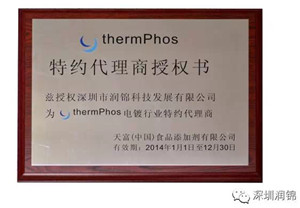 thermPhos
特约代理商授权书
兹授权深圳市润锦科技发展有限公司
为 thermPhos 电镀行业特约代理商
天富(中国)食品添加剂有限公司
有效期:2014年1月1日至12月30日
深圳润锦